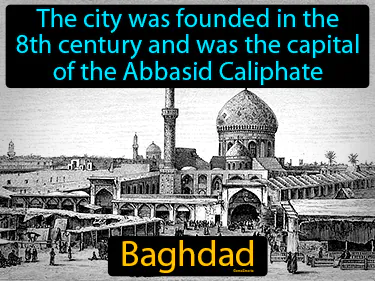 The city was founded in the
8th century and was the capital
of the Abbasid Caliphate
Baghdad